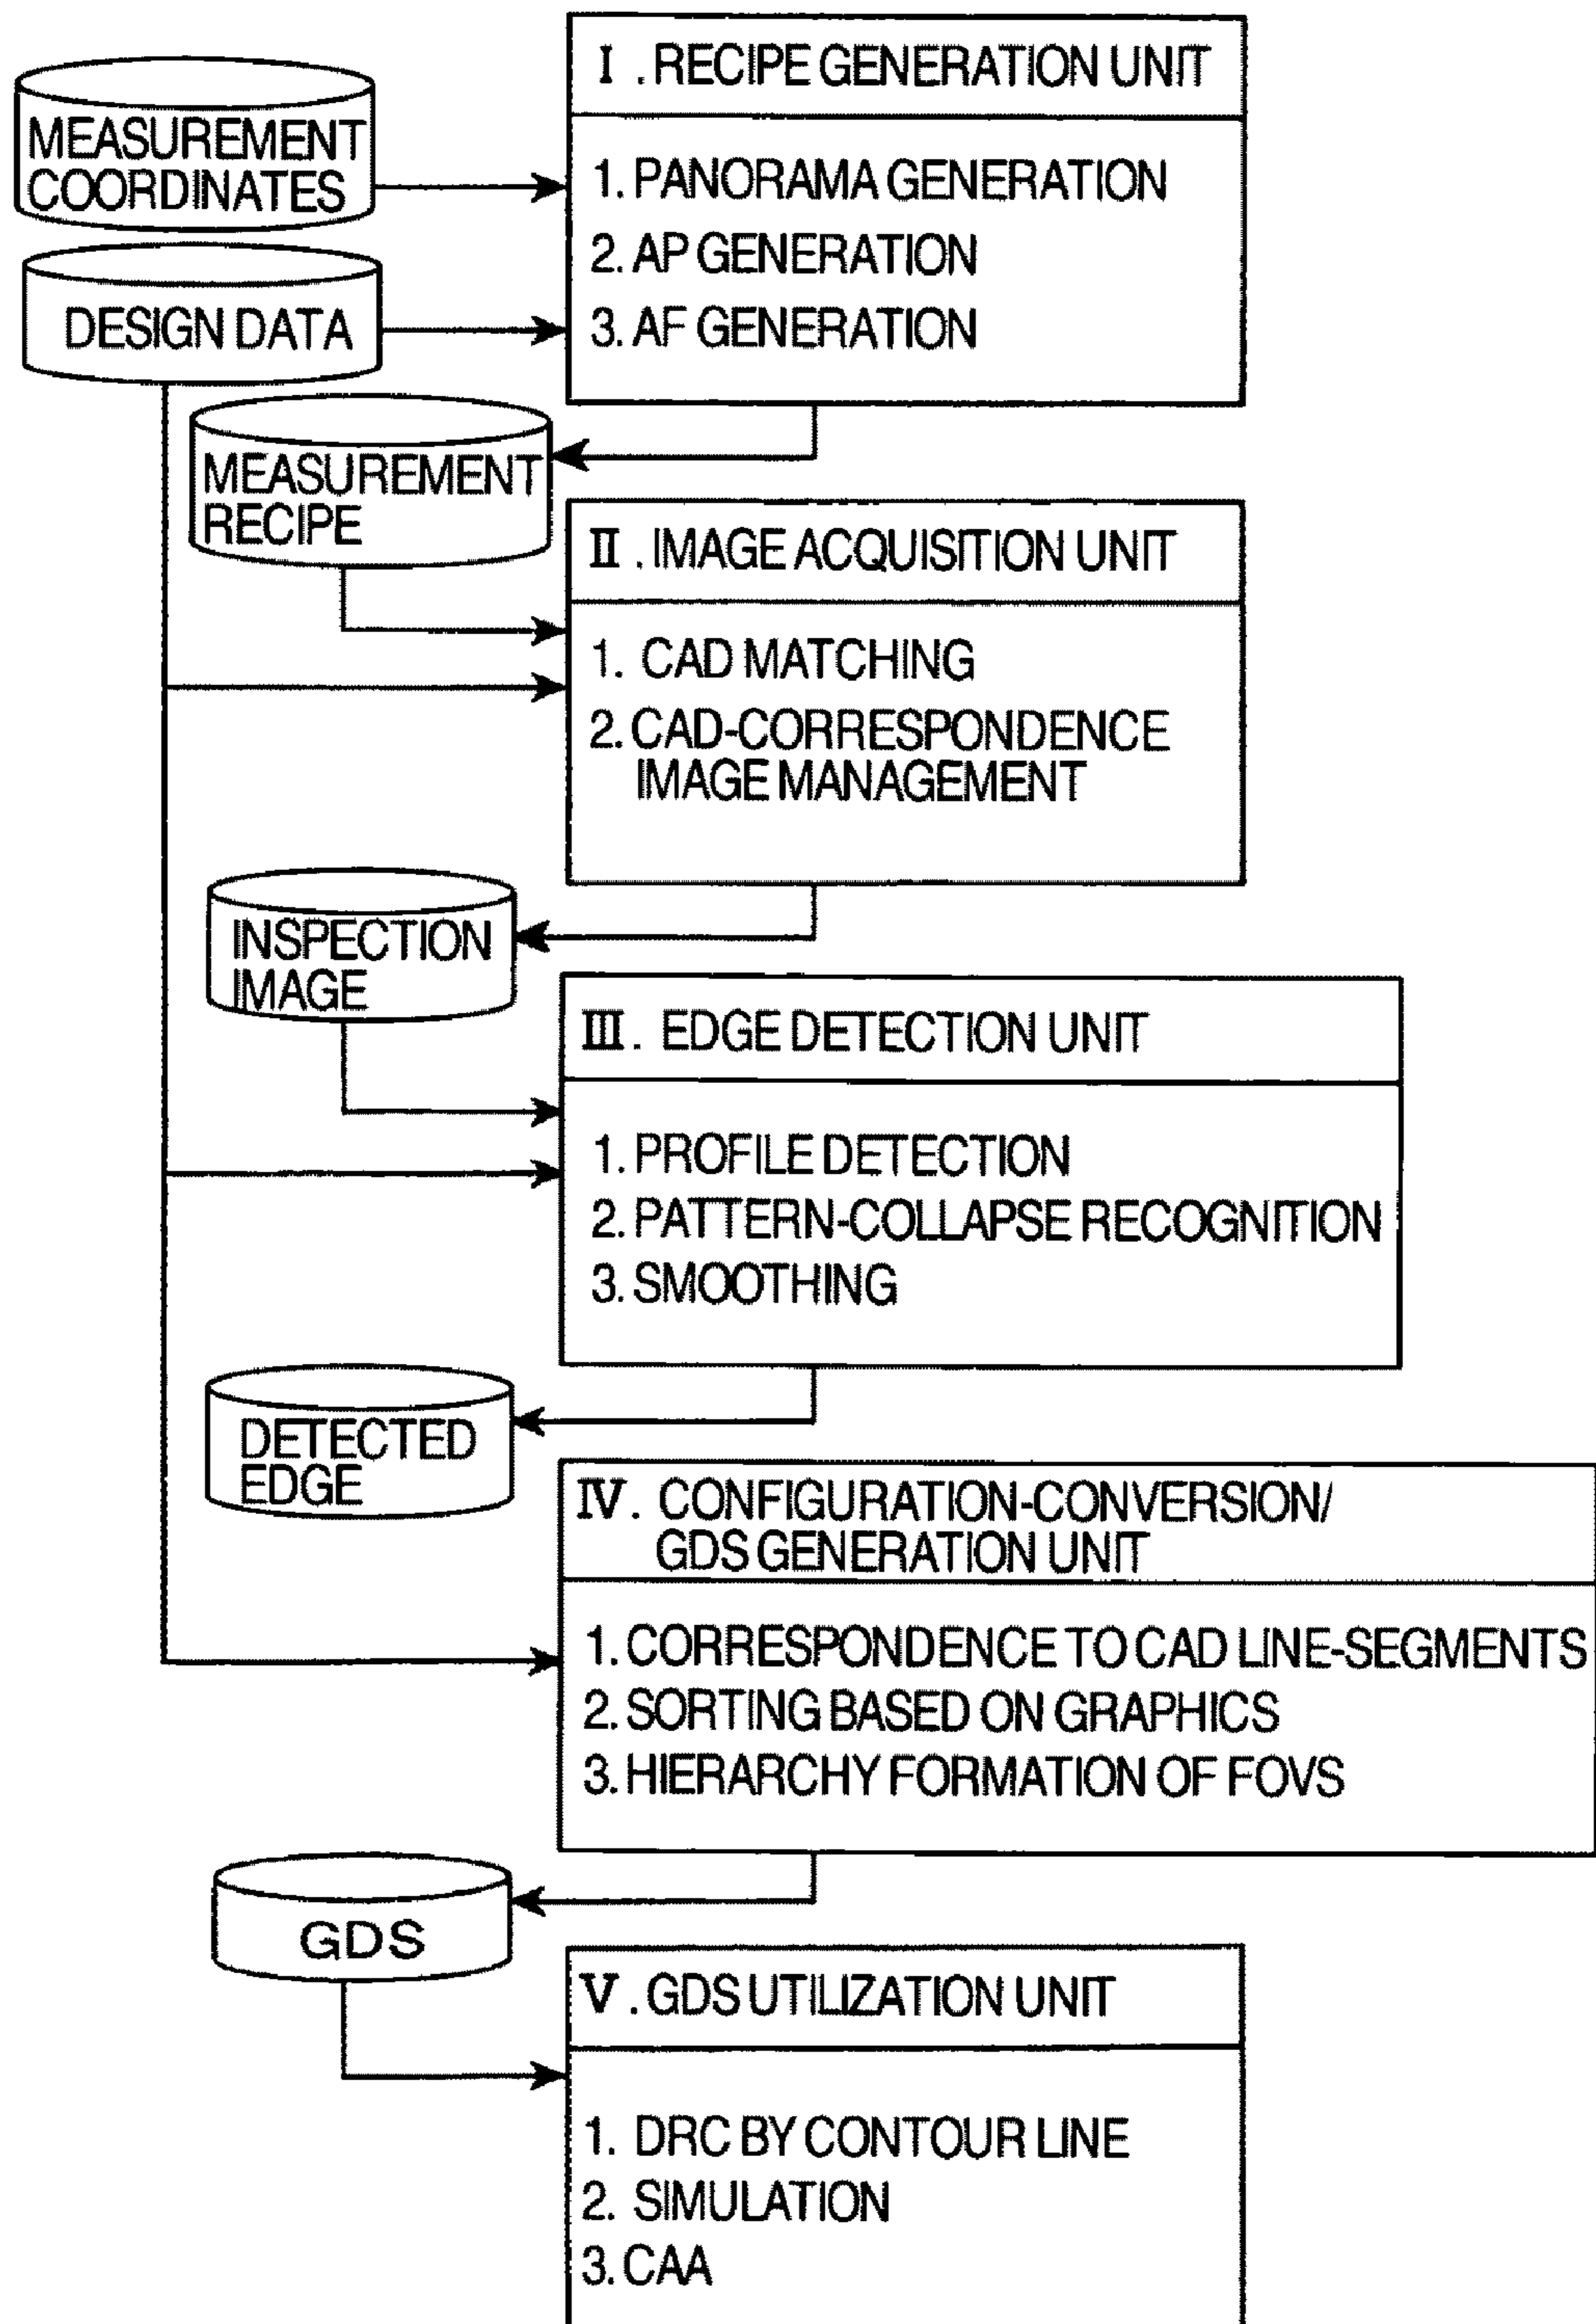 MEASUREMENT
COORDINATES
DESIGN DATA
I . RECIPE GENERATION UNIT
1. PANORAMA GENERATION
2. AP GENERATION
3. AF GENERATION
MEASUREMENT
RECIPE
II . IMAGE ACQUISITION UNIT
1. CAD MATCHING
2. CAD-CORRESPONDENCE
IMAGE MANAGEMENT
INSPECTION
IMAGE
III . EDGE DETECTION UNIT
1. PROFILE DETECTION
2. PATTERN-COLLAPSE RECOGNITION
3. SMOOTHING
DETECTED
EDGE
IV . CONFIGURATION-CONVERSION/
GDS GENERATION UNIT
1. CORRESPONDENCE TO CAD LINE-SEGMENTS
2. SORTING BASED ON GRAPHICS
3. HIERARCHY FORMATION OF FOVS
GDS
V . GDS UTILIZATION UNIT
1. DRC BY CONTOUR LINE
2. SIMULATION
3. CAA